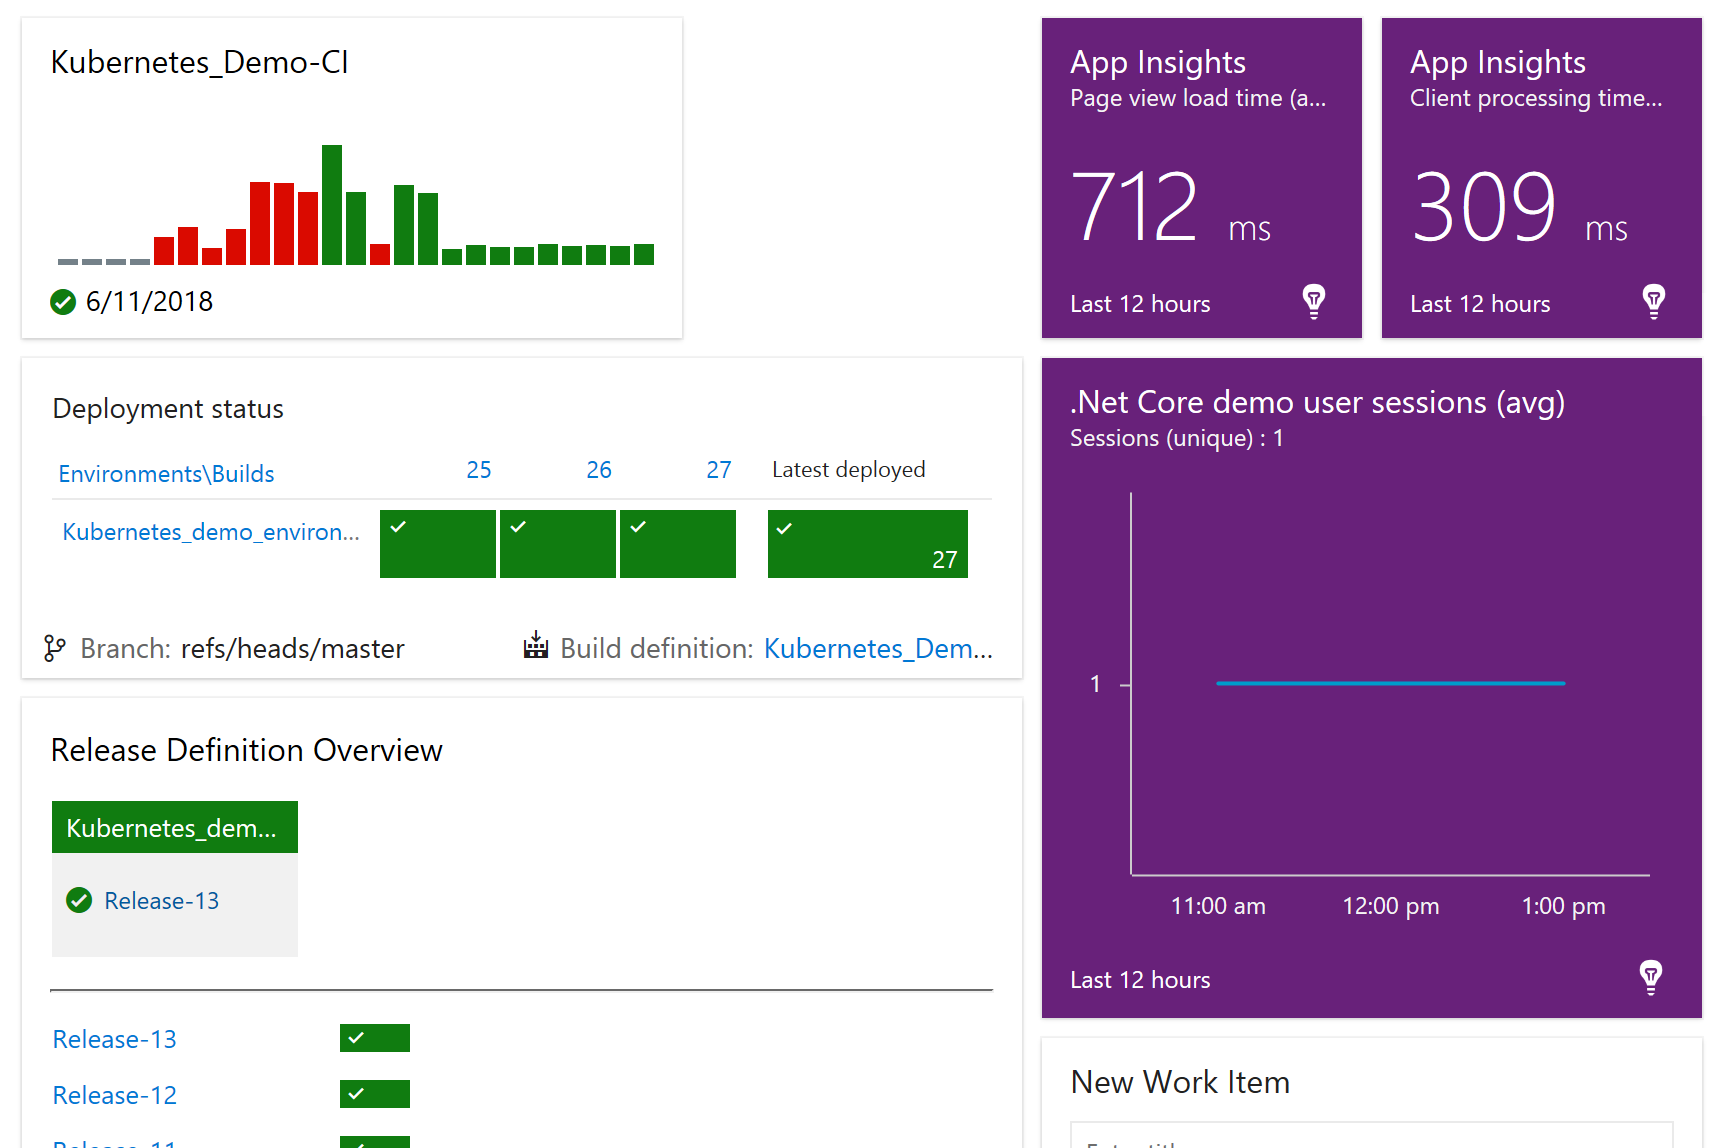 Kubernetes_Demo-CI
6/11/2018
App Insights
Page view load time (a...
712 ms
Last 12 hours
App Insights
Client processing time...
309 ms
Last 12 hours
Deployment status
Environments\Builds 25 26 27 Latest deployed
Kubernetes_demo_environ...
27
Branch: refs/heads/master
Build definition: Kubernetes_Dem...
.Net Core demo user sessions (avg)
Sessions (unique) : 1
1
11:00 am 12:00 pm 1:00 pm
Last 12 hours
Release Definition Overview
Kubernetes_dem...
Release-13
Release-13
Release-12
Release-11
New Work Item